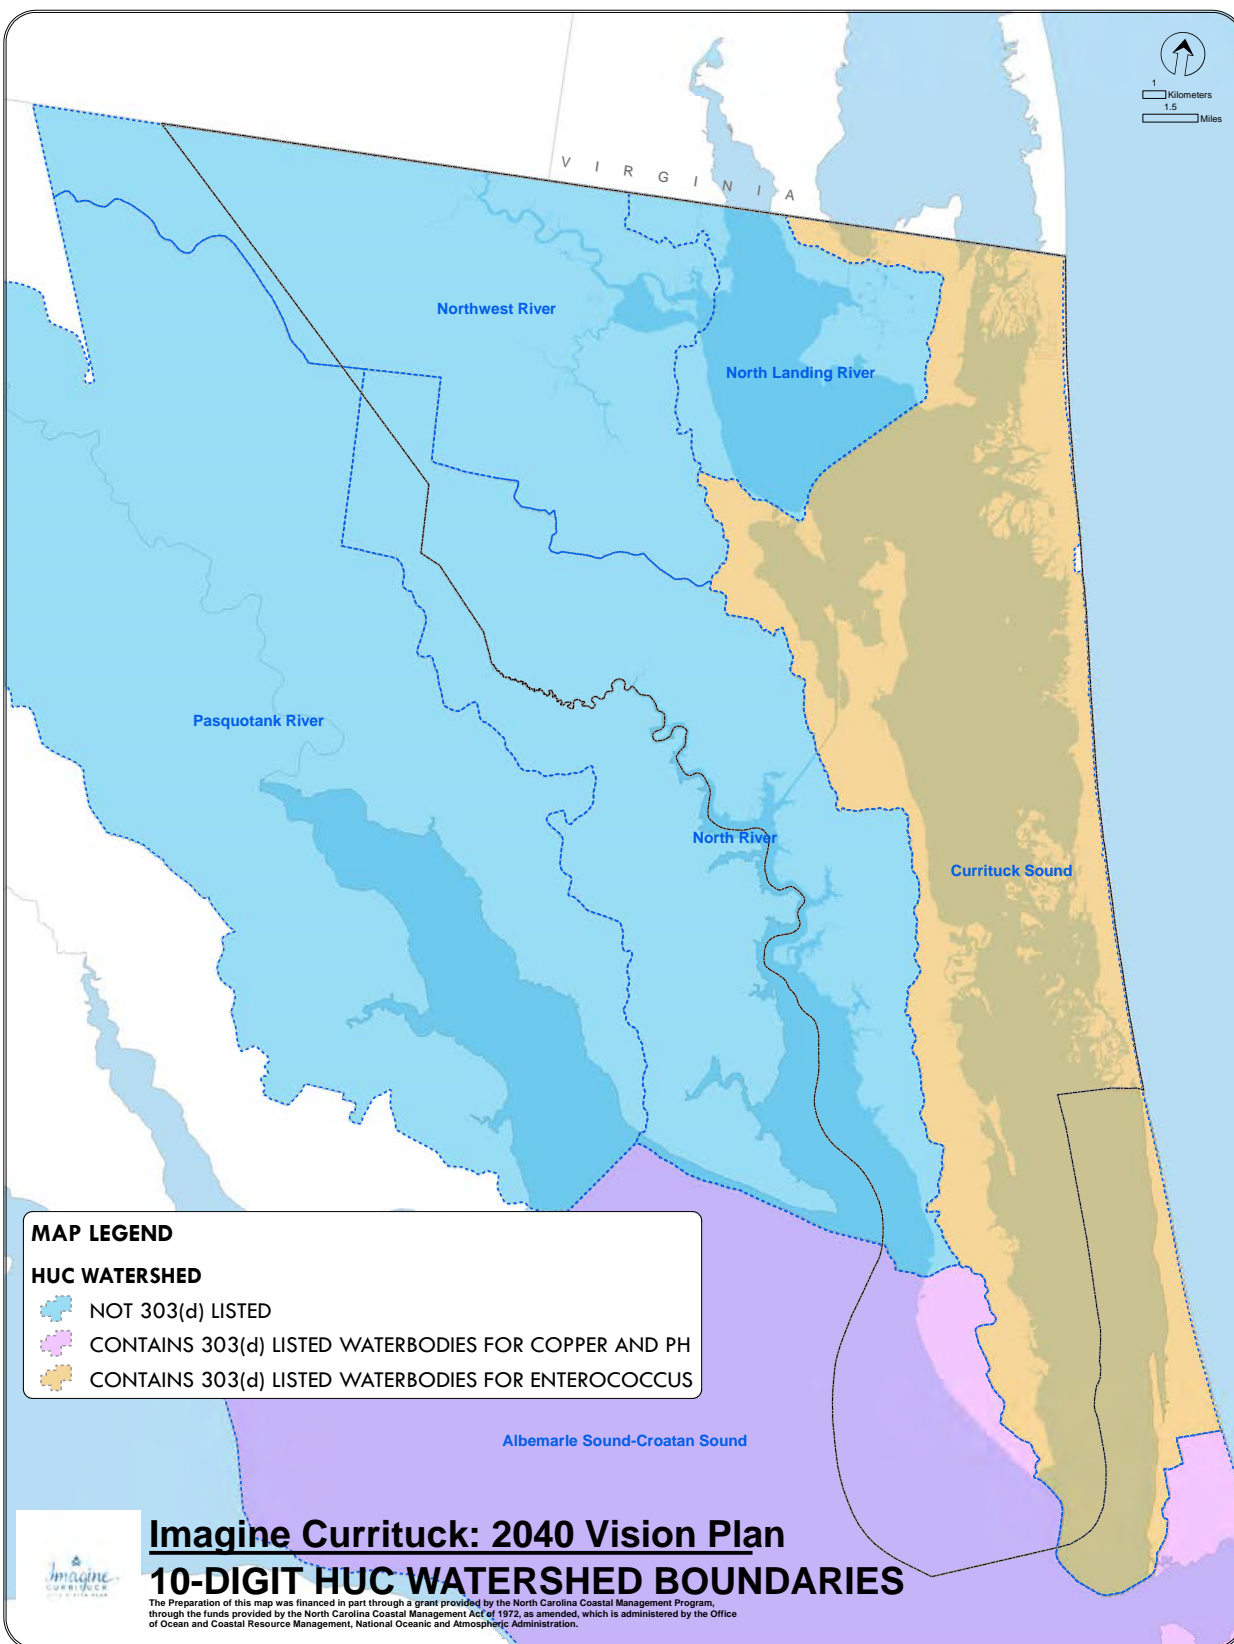 1
Kilometers
1.5
Miles
VIRGINIA
Northwest River
North Landing River
Pasquotank River
North River
Currituck Sound
MAP LEGEND
HUC WATERSHED
NOT 303(d) LISTED
CONTAINS 303(d) LISTED WATERBODIES FOR COPPER AND PH
CONTAINS 303(d) LISTED WATERBODIES FOR ENTEROCOCCUS
Albemarle Sound-Croatan Sound
Imagine
CURRITUCK
Imagine Currituck: 2040 Vision Plan
10-DIGIT HUC WATERSHED BOUNDARIES
The Preparation of this map was financed in part through a grant provided by the North Carolina Coastal Management Program,
through the funds provided by the North Carolina Coastal Management Act of 1972, as amended, which is administered by the Office
of Ocean and Coastal Resource Management, National Oceanic and Atmospheric Administration.